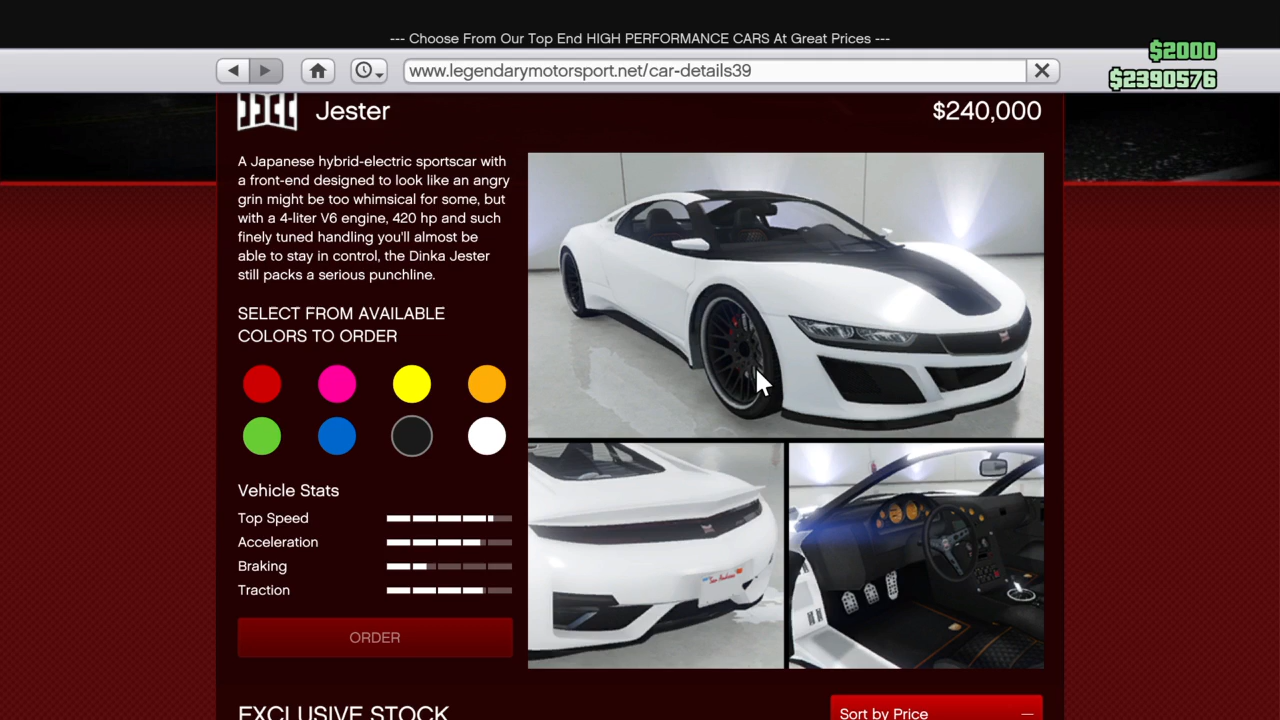 --- Choose From Our Top End HIGH PERFORMANCE CARS At Great Prices ---
$2000
www.legendarymotorsport.net/car-details39
$2390576
Jester
$240,000
A Japanese hybrid-electric sportscar with
a front-end designed to look like an angry
grin might be too whimsical for some, but
with a 4-liter V6 engine, 420 hp and such
finely tuned handling you'll almost be
able to stay in control, the Dinka Jester
still packs a serious punchline.
SELECT FROM AVAILABLE
COLORS TO ORDER
Vehicle Stats
Top Speed
Acceleration
Braking
Traction
ORDER
EXCLUSIVE STOCK
Sort by Price